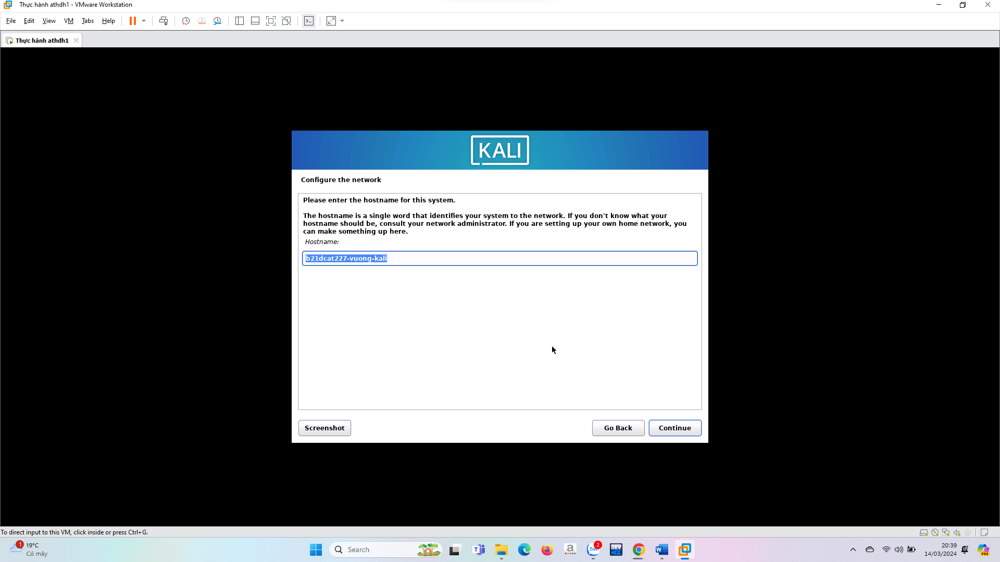 Thực hành athdh1 - VMware Workstation
File Edit View VM Tabs Help
Thực hành athdh1
KALI
Configure the network
Please enter the hostname for this system.
The hostname is a single word that identifies your system to the network. If you don't know what your
hostname should be, consult your network administrator. If you are setting up your own home network, you
can make something up here.
Hostname:
b21dcat227-vuong-kali
Screenshot
Go Back
Continue
To direct input to this VM, click inside or press Ctrl+G.
1
19°C
Có mây
Search
T
a
Zalo
2
DEV
C++
W
20:39
14/03/2024
PRE